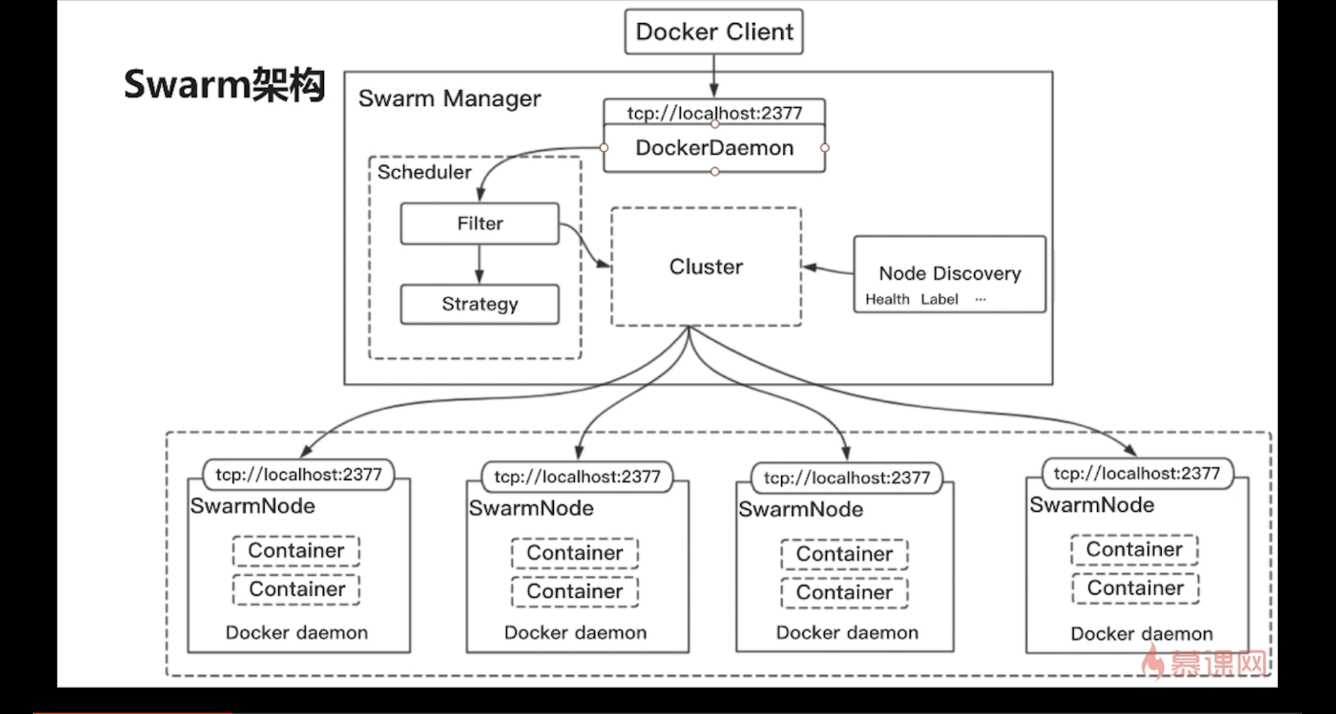 Docker Client
Swarm架构
Swarm Manager
tcp://localhost:2377
DockerDaemon
Scheduler
Filter
Cluster
Node Discovery
Health Label ...
Strategy
tcp://localhost:2377
tcp://localhost:2377
tcp://localhost:2377
tcp://localhost:2377
SwarmNode
SwarmNode
SwarmNode
SwarmNode
Container
Container
Container
Container
Container
Container
Container
Container
Docker daemon
Docker daemon
Docker daemon
Docker daemon
慕课网